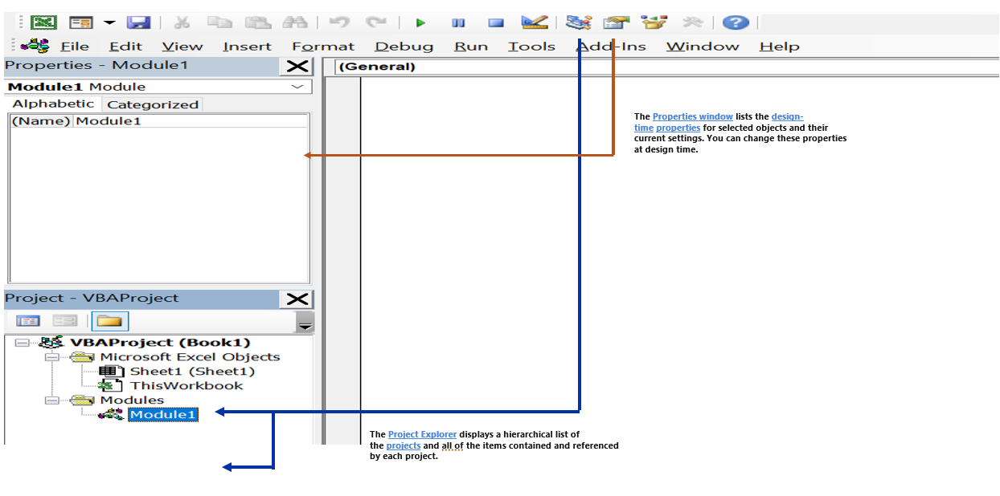 File Edit View Insert Format Debug Run Tools Add-Ins Window Help
Properties - Module1
(General)
Module1 Module
Alphabetic Categorized
(Name) Module1
The Properties window lists the design-
time properties for selected objects and their
current settings. You can change these properties
at design time.
Project - VBAProject
VBAProject (Book1)
Microsoft Excel Objects
Sheet1 (Sheet1)
ThisWorkbook
Modules
Module1
The Project Explorer displays a hierarchical list of
the projects and all of the items contained and referenced
by each project.